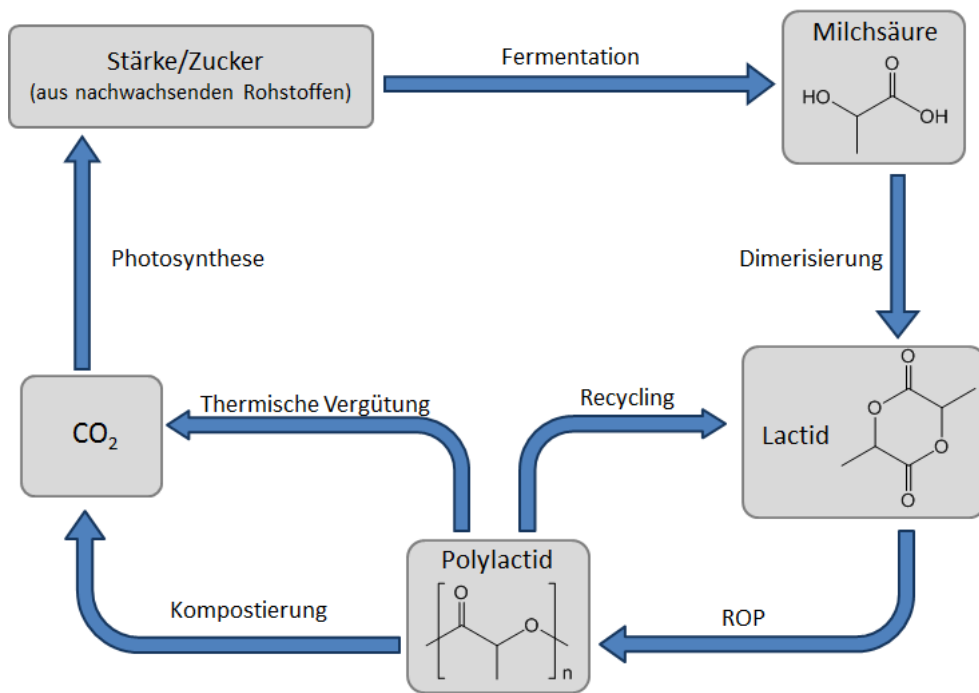 Stärke/Zucker
(aus nachwachsenden Rohstoffen)
Fermentation
Milchsäure
O
HO
OH
Photosynthese
Dimerisierung
CO₂
Thermische Vergütung
Recycling
Lactid
O
O
O
O
Polylactid
O
O
n
Kompostierung
ROP